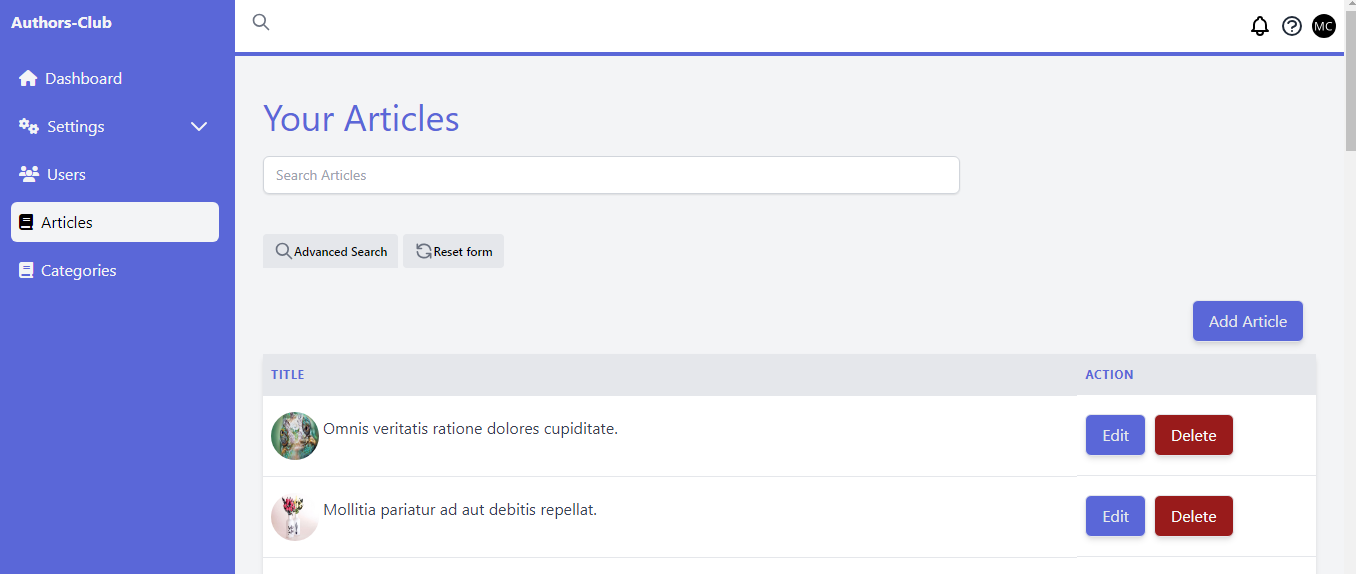 Authors-Club
MC
Dashboard
Settings
Users
Articles
Categories
Your Articles
Search Articles
Advanced Search Reset form
Add Article
TITLE ACTION
Omnis veritatis ratione dolores cupiditate. Edit Delete
Mollitia pariatur ad aut debitis repellat. Edit Delete